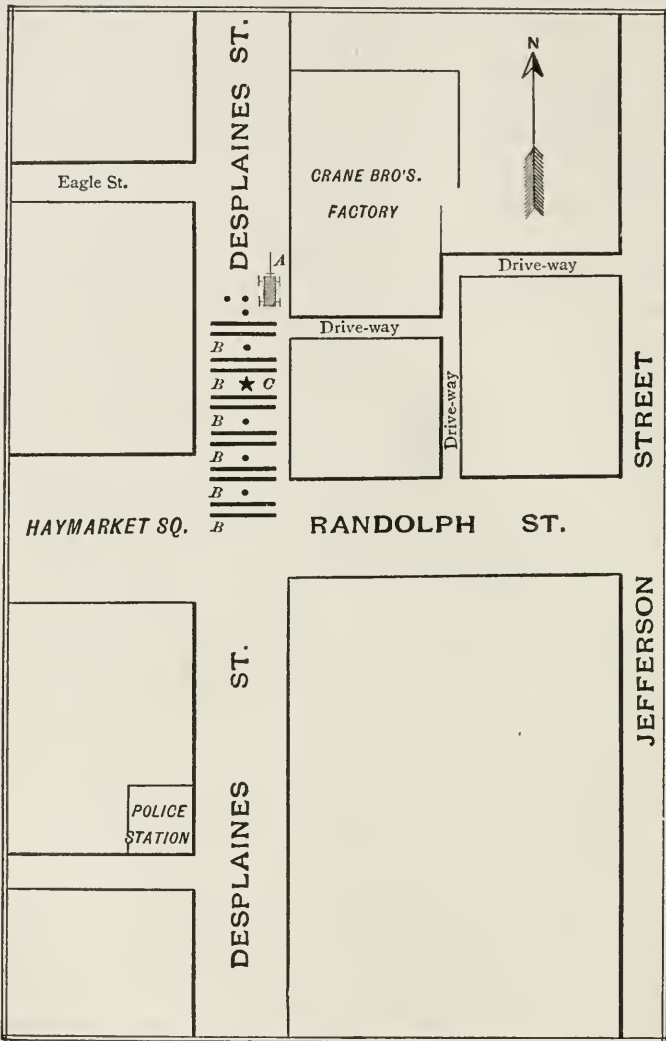 DESPLAINES ST.
N
CRANE BRO'S.
FACTORY
Eagle St.
A
Drive-way
Drive-way
B
B ★ C
B
B
B
B
Drive-way
STREET
HAYMARKET SQ.
RANDOLPH ST.
JEFFERSON
DESPLAINES ST.
POLICE
STATION